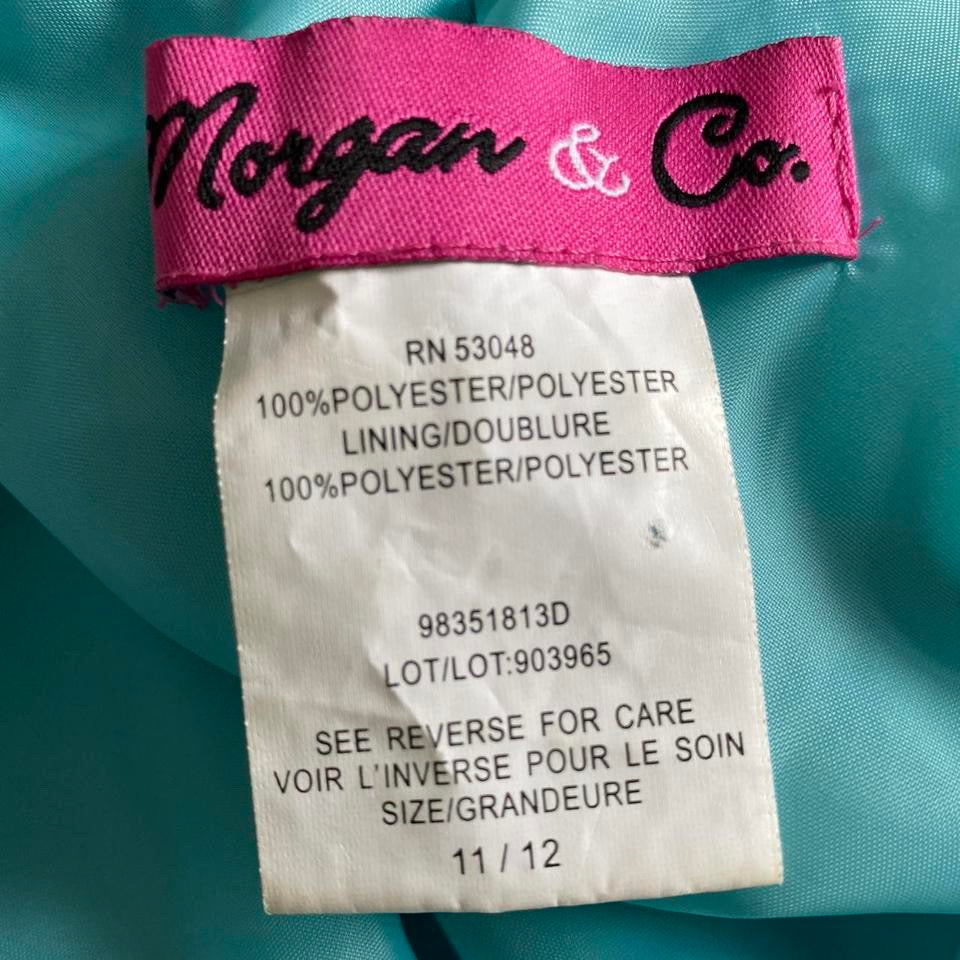 Morgan & Co.
RN 53048
100%POLYESTER/POLYESTER
LINING/DOUBLURE
100%POLYESTER/POLYESTER
98351813D
LOT/LOT:903965
SEE REVERSE FOR CARE
VOIR L'INVERSE POUR LE SOIN
SIZE/GRANDEURE
11 / 12